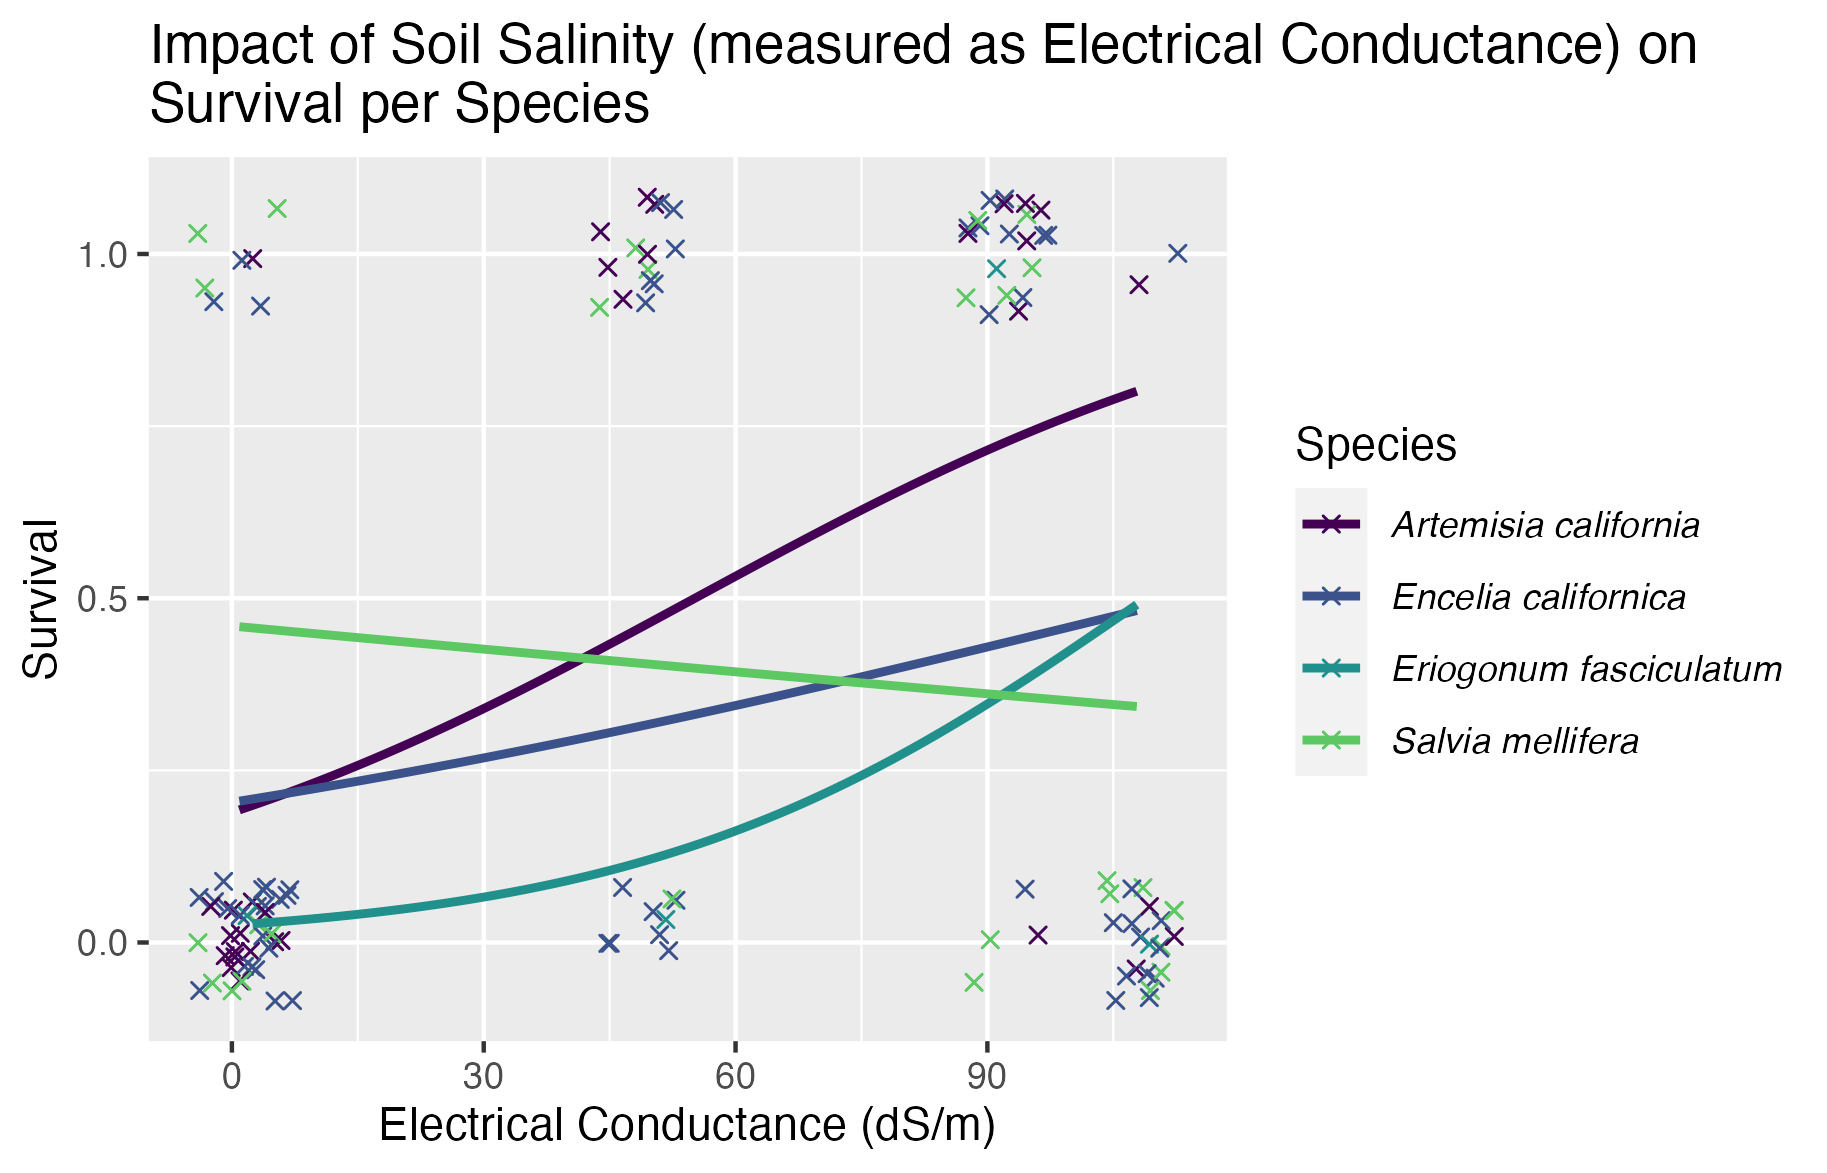 Impact of Soil Salinity (measured as Electrical Conductance) on
Survival per Species
Survival
1.0
0.5
0.0
0
30
60
90
Electrical Conductance (dS/m)
Species
Artemisia california
Encelia californica
Eriogonum fasciculatum
Salvia mellifera